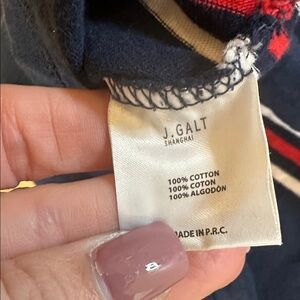 J.GALT
SHANGHAI
100% COTTON
100% COTON
100% ALGODÓN
MADE IN P.R.C.